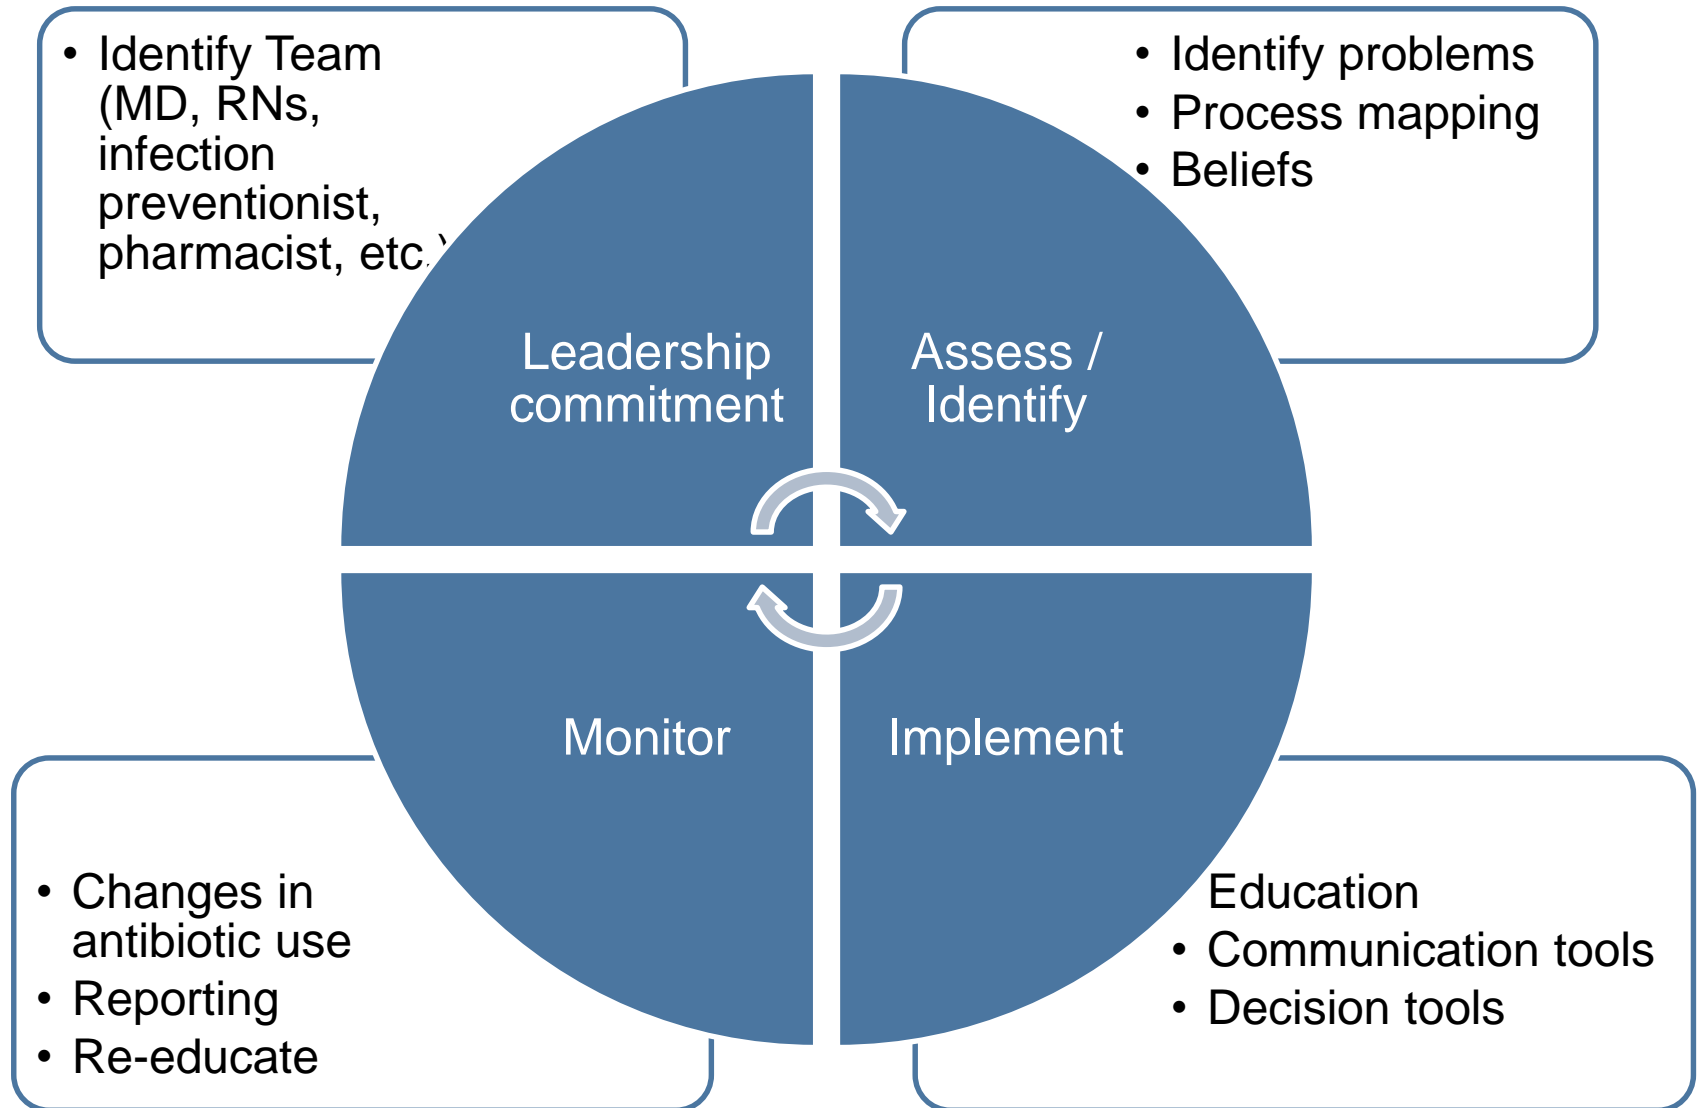 • Identify Team
(MD, RNs,
infection
preventionist,
pharmacist, etc.)
• Identify problems
• Process mapping
• Beliefs
Leadership
commitment
Assess /
Identify
Monitor
Implement
• Changes in
antibiotic use
• Reporting
• Re-educate
Education
• Communication tools
• Decision tools